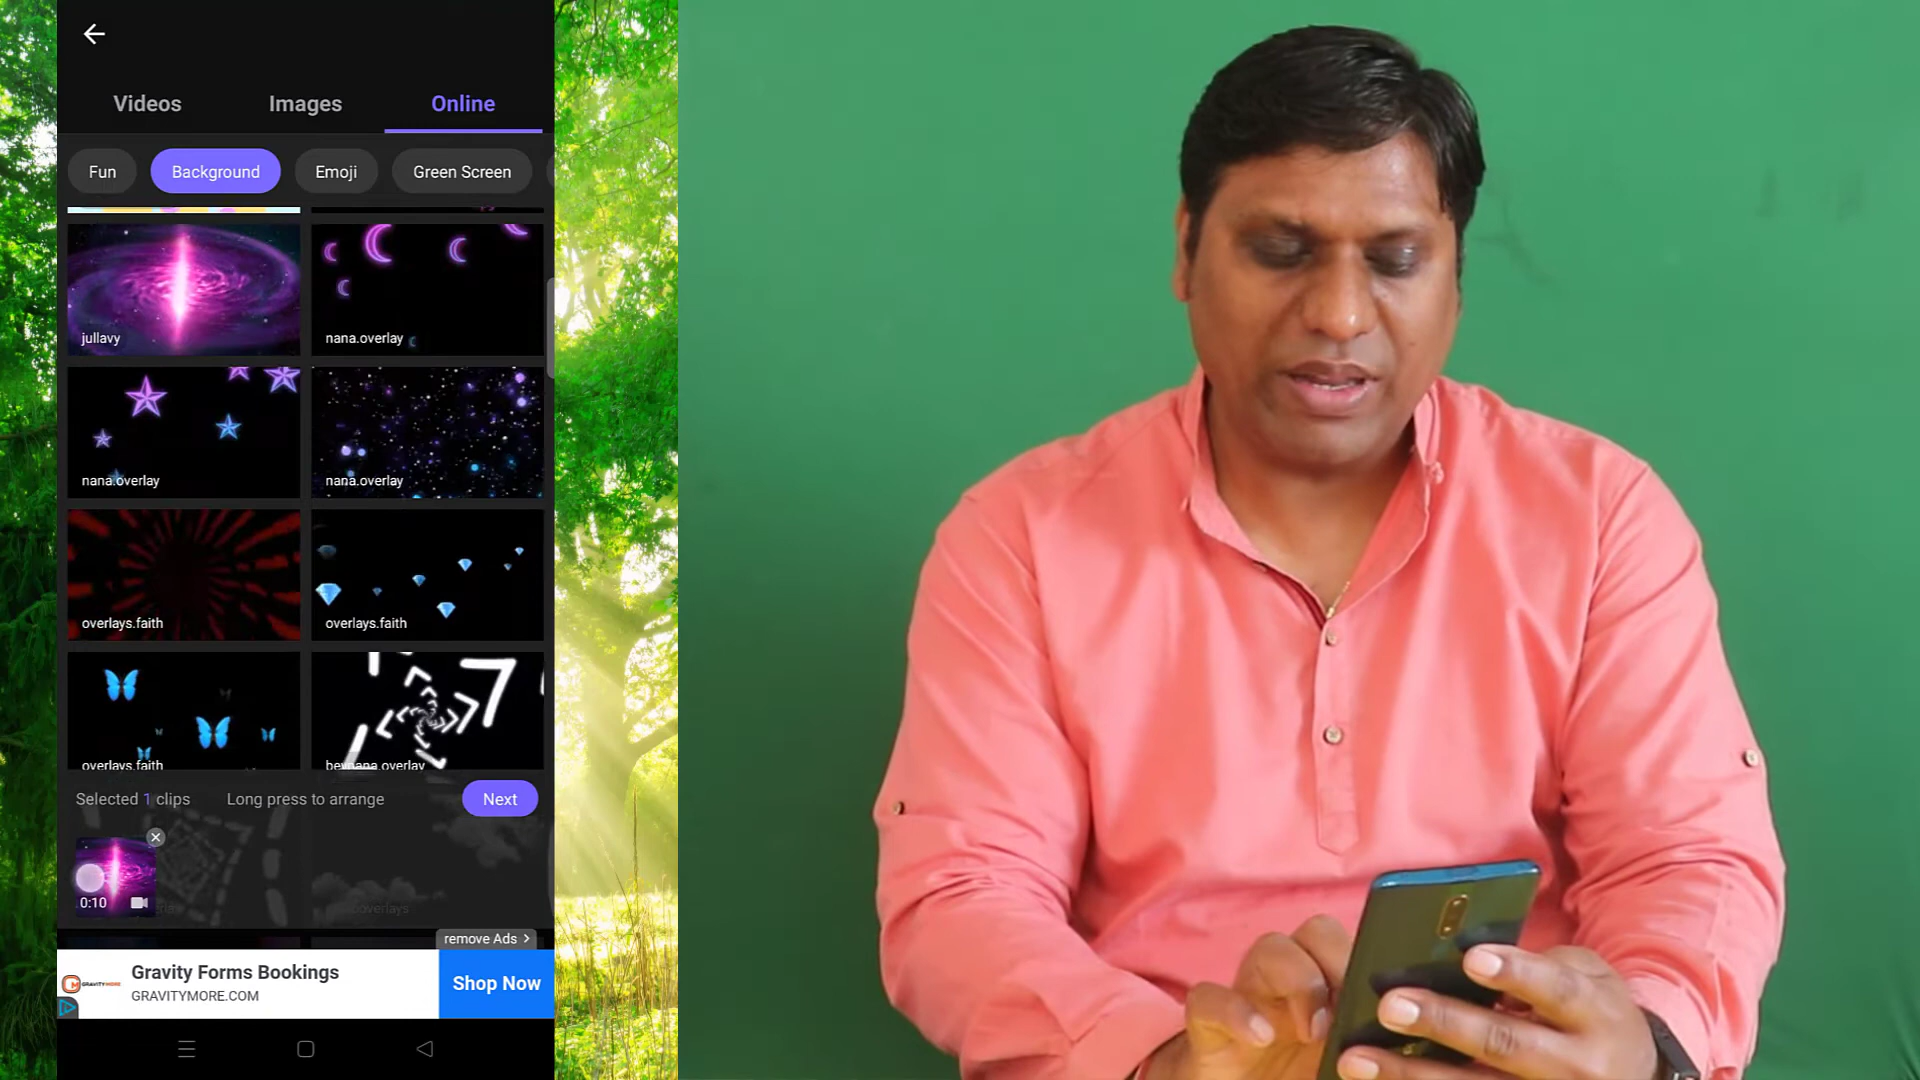 Videos Images Online
Fun Background Emoji Green Screen
jullavy nana.overlay
nana.overlay nana.overlay
overlays.faith overlays.faith
overlays.faith beynana.overlay
Selected 1 clips Long press to arrange Next
0:10
remove Ads >
Gravity Forms Bookings
GRAVITYMORE.COM
Shop Now